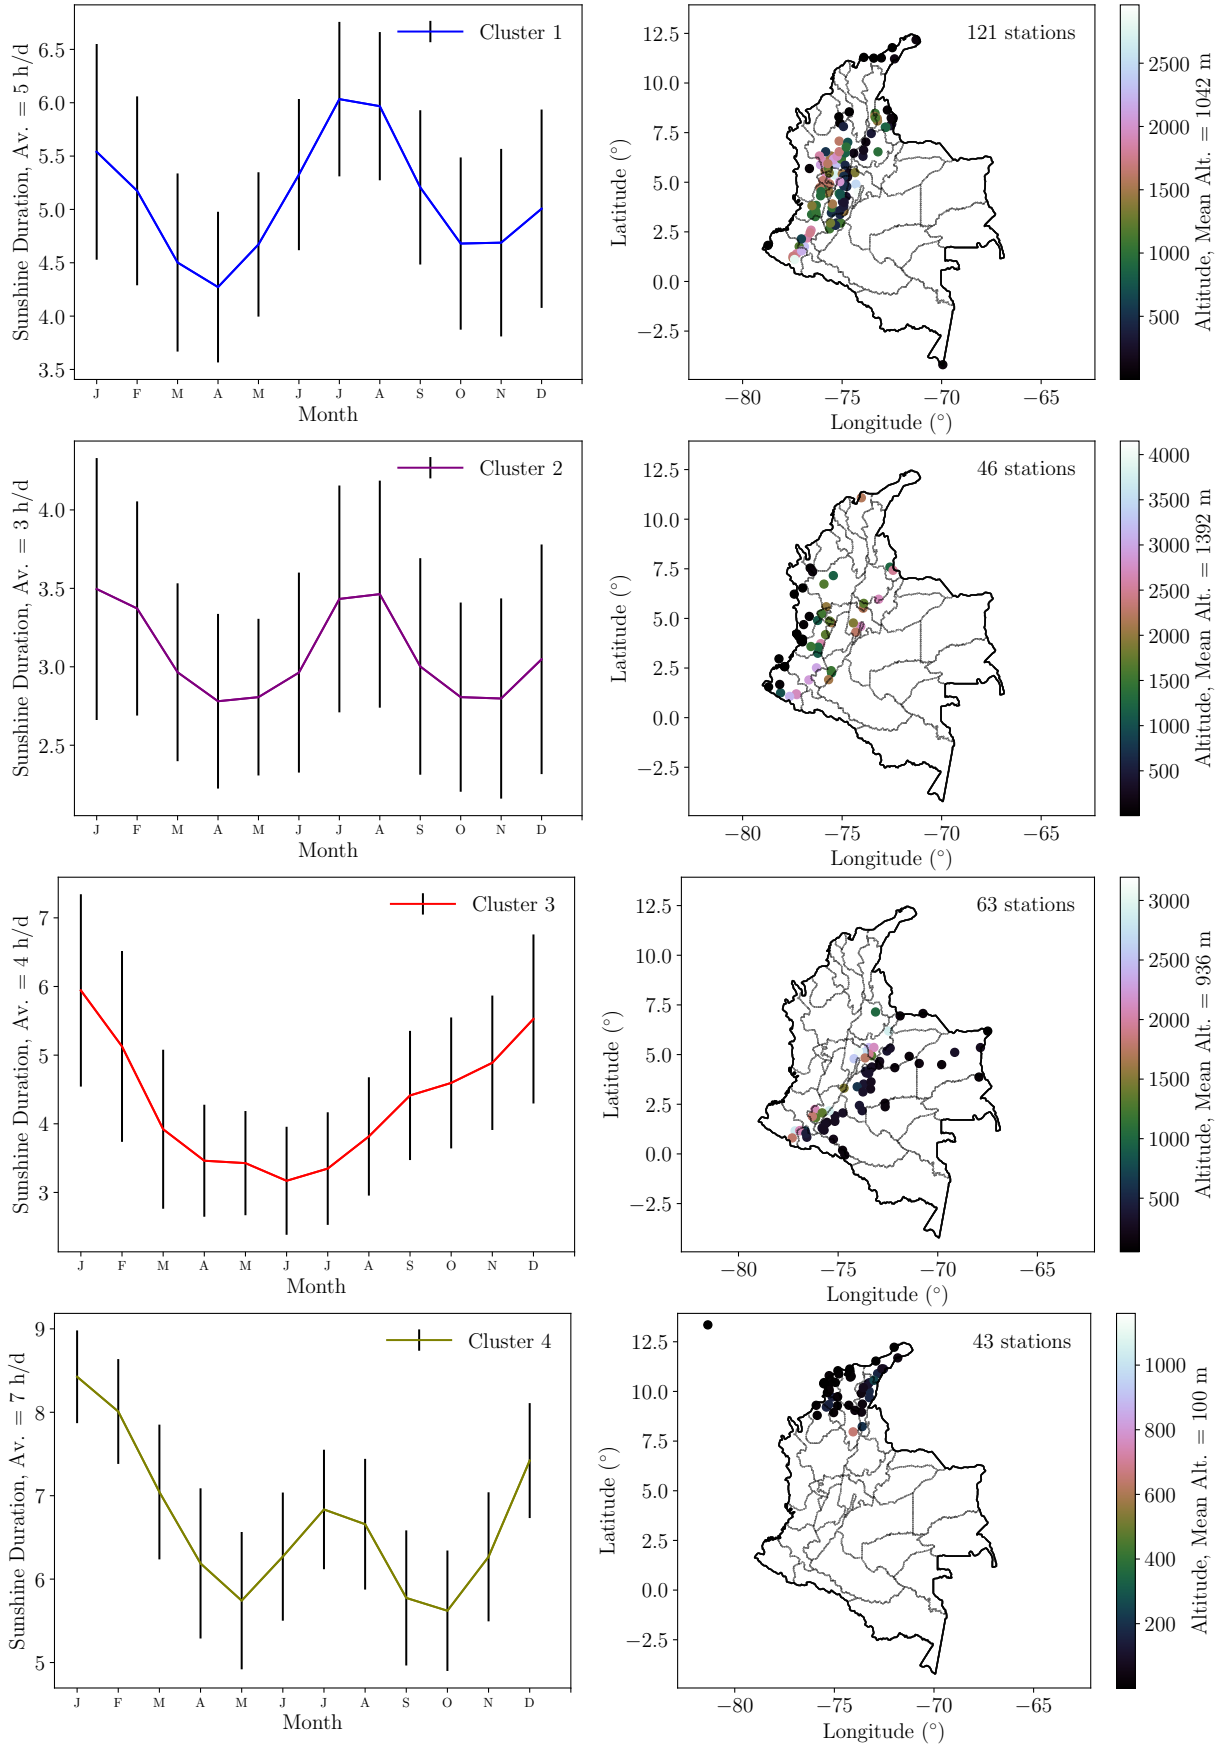 Cluster 1
6.5
6.0
5.5
5.0
4.5
4.0
3.5
Sunshine Duration, Av. = 5 h/d
J F M A M J J A S O N D
Month
121 stations
12.5
10.0
7.5
5.0
2.5
0.0
−2.5
Latitude (°)
−80 −75 −70 −65
Longitude (°)
2500
2000
1500
1000
500
Altitude, Mean Alt. = 1042 m
Cluster 2
4.0
3.5
3.0
2.5
Sunshine Duration, Av. = 3 h/d
J F M A M J J A S O N D
Month
46 stations
12.5
10.0
7.5
5.0
2.5
0.0
−2.5
Latitude (°)
−80 −75 −70 −65
Longitude (°)
4000
3500
3000
2500
2000
1500
1000
500
Altitude, Mean Alt. = 1392 m
Cluster 3
7
6
5
4
3
Sunshine Duration, Av. = 4 h/d
J F M A M J J A S O N D
Month
63 stations
12.5
10.0
7.5
5.0
2.5
0.0
−2.5
Latitude (°)
−80 −75 −70 −65
Longitude (°)
3000
2500
2000
1500
1000
500
Altitude, Mean Alt. = 936 m
Cluster 4
9
8
7
6
5
Sunshine Duration, Av. = 7 h/d
J F M A M J J A S O N D
Month
43 stations
12.5
10.0
7.5
5.0
2.5
0.0
−2.5
Latitude (°)
−80 −75 −70 −65
Longitude (°)
1000
800
600
400
200
Altitude, Mean Alt. = 100 m